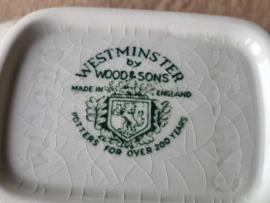 WESTMINSTER
by
WOOD & SONS
MADE IN ENGLAND
POTTERS FOR OVER 200 YEARS